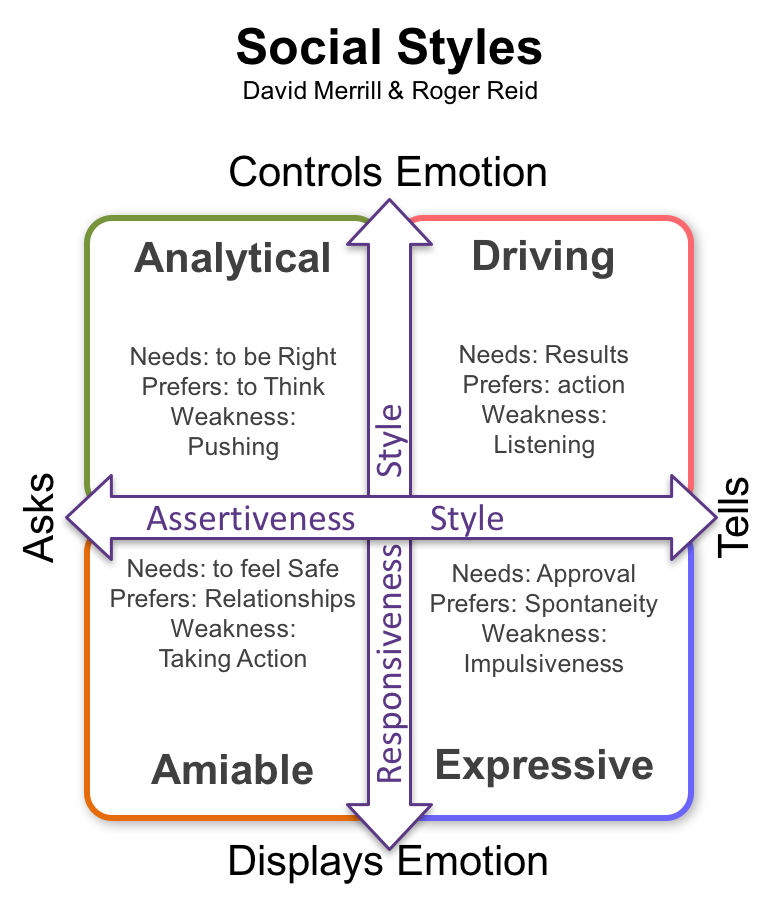 Social Styles
David Merrill & Roger Reid
Controls Emotion
Analytical
Needs: to be Right
Prefers: to Think
Weakness:
Pushing
Driving
Needs: Results
Prefers: action
Weakness:
Listening
Asks
Assertiveness Style
Tells
Responsiveness Style
Needs: to feel Safe
Prefers: Relationships
Weakness:
Taking Action
Amiable
Needs: Approval
Prefers: Spontaneity
Weakness:
Impulsiveness
Expressive
Displays Emotion